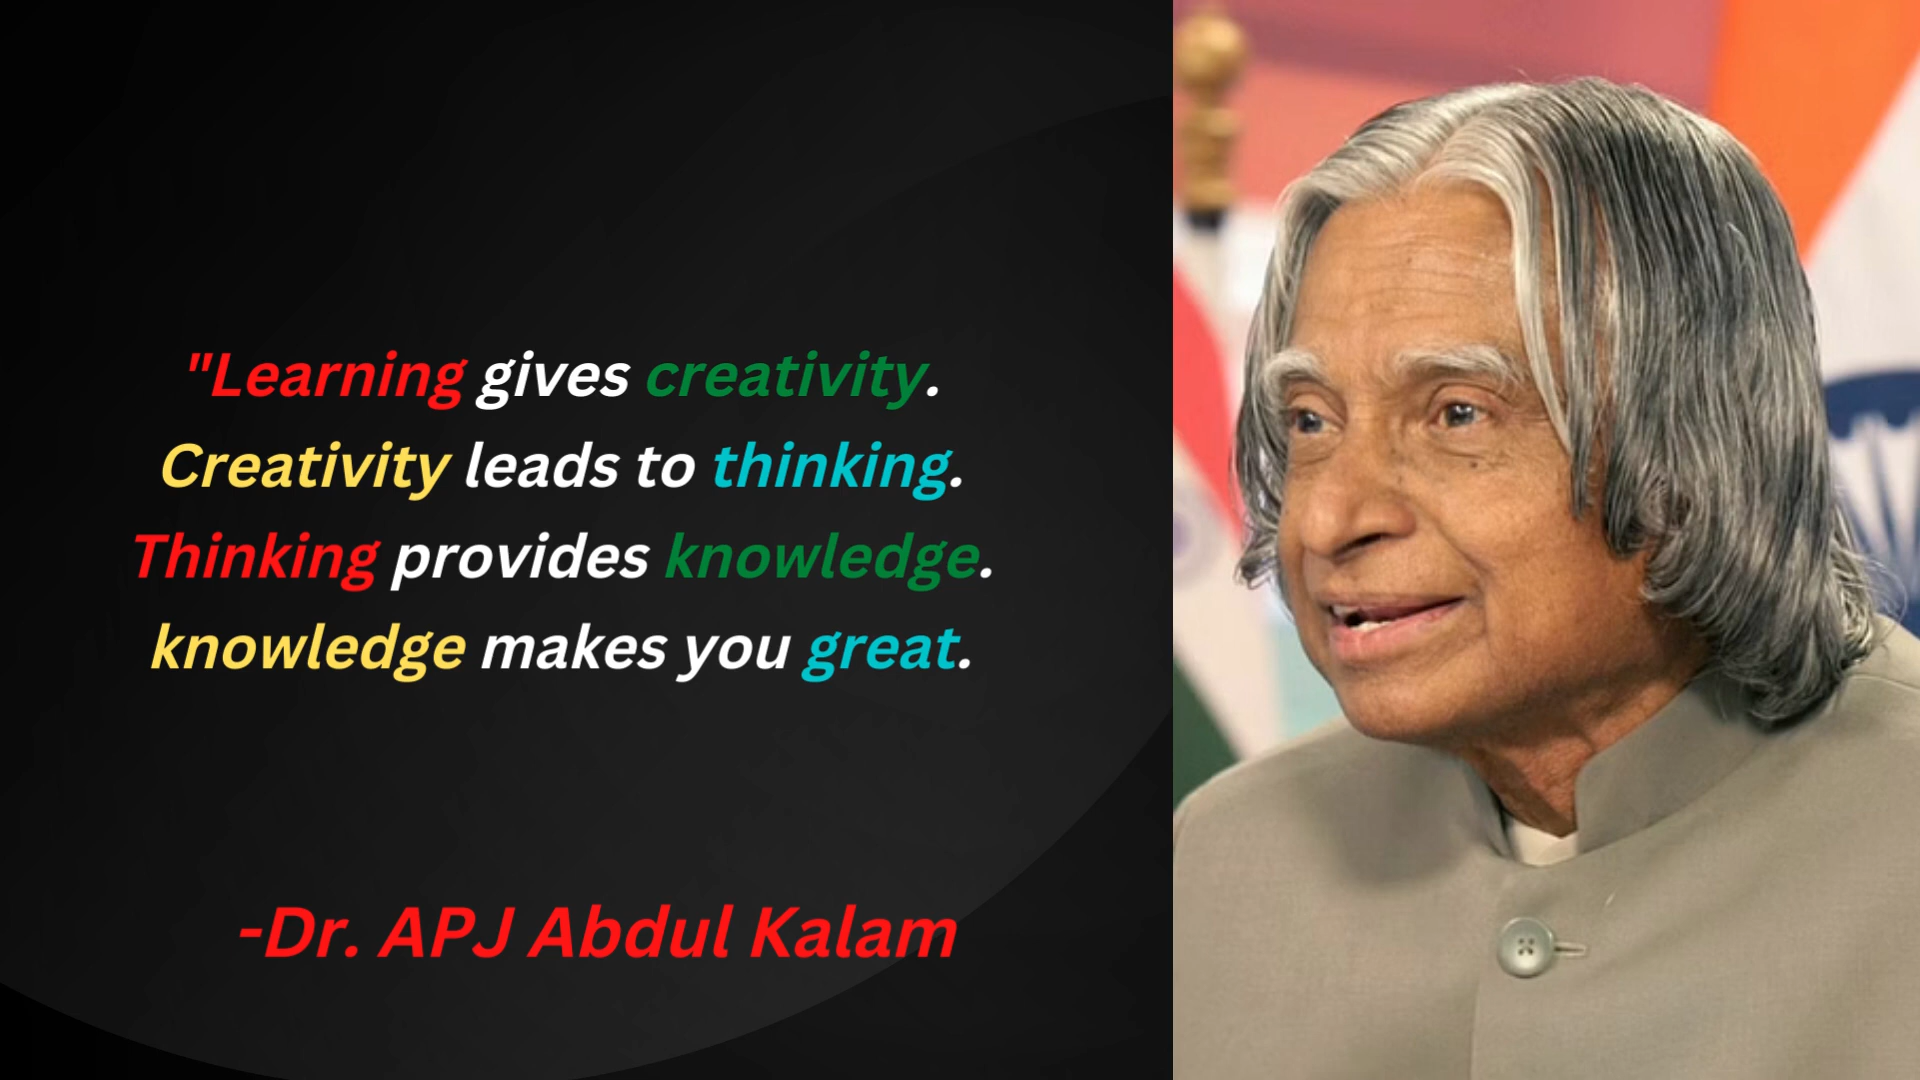 "Learning gives creativity.
Creativity leads to thinking.
Thinking provides knowledge.
knowledge makes you great.
-Dr. APJ Abdul Kalam